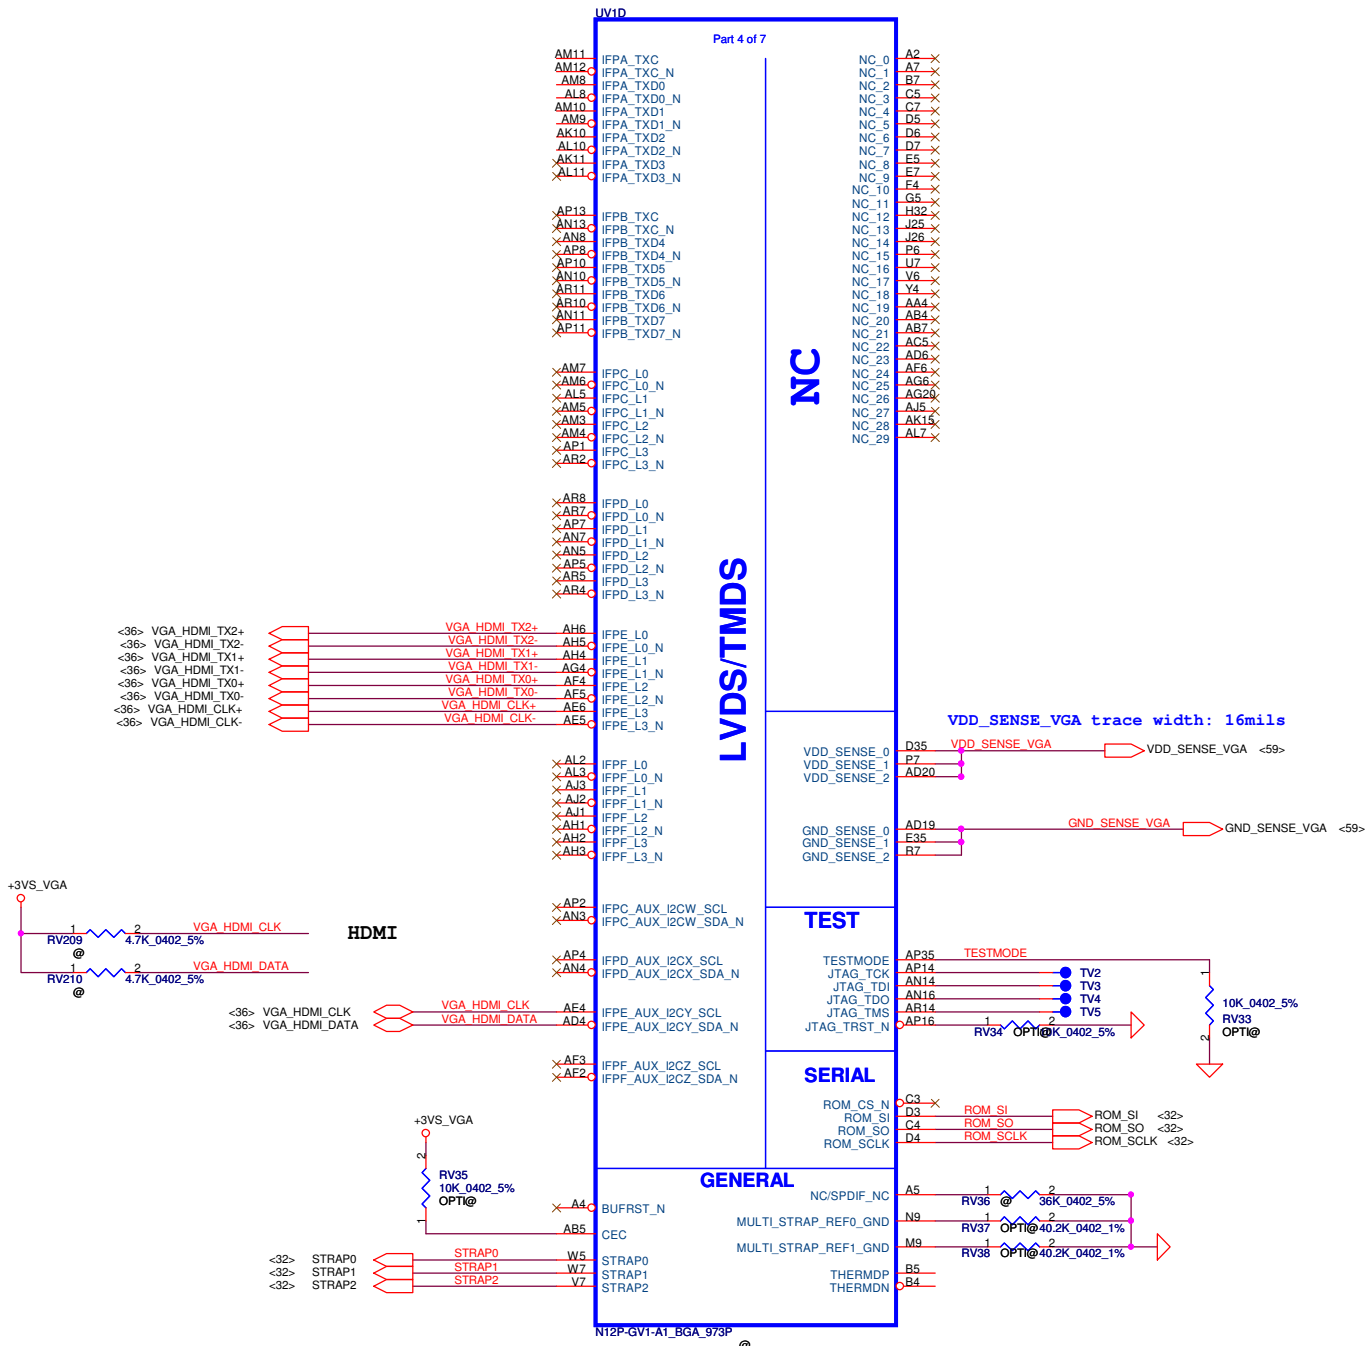 UV1D
Part 4 of 7
AM11 IFPA_TXC
AM12 IFPA_TXC_N
AM8 IFPA_TXD0
AL8 IFPA_TXD0_N
AM10 IFPA_TXD1
AM9 IFPA_TXD1_N
AK10 IFPA_TXD2
AL10 IFPA_TXD2_N
AK11 IFPA_TXD3
AL11 IFPA_TXD3_N
AP13 IFPB_TXC
AN13 IFPB_TXC_N
AN8 IFPB_TXD4
AP8 IFPB_TXD4_N
AP10 IFPB_TXD5
AN10 IFPB_TXD5_N
AR11 IFPB_TXD6
AR10 IFPB_TXD6_N
AN11 IFPB_TXD7
AP11 IFPB_TXD7_N
AM7 IFPC_L0
AM6 IFPC_L0_N
AL5 IFPC_L1
AM5 IFPC_L1_N
AM3 IFPC_L2
AM4 IFPC_L2_N
AP1 IFPC_L3
AR2 IFPC_L3_N
AR8 IFPD_L0
AR7 IFPD_L0_N
AP7 IFPD_L1
AN7 IFPD_L1_N
AN5 IFPD_L2
AP5 IFPD_L2_N
AR5 IFPD_L3
AR4 IFPD_L3_N
<36> VGA_HDMI_TX2+ VGA_HDMI_TX2+ AH6 IFPE_L0
<36> VGA_HDMI_TX2- VGA_HDMI_TX2- AH5 IFPE_L0_N
<36> VGA_HDMI_TX1+ VGA_HDMI_TX1+ AH4 IFPE_L1
<36> VGA_HDMI_TX1- VGA_HDMI_TX1- AG4 IFPE_L1_N
<36> VGA_HDMI_TX0+ VGA_HDMI_TX0+ AF4 IFPE_L2
<36> VGA_HDMI_TX0- VGA_HDMI_TX0- AF5 IFPE_L2_N
<36> VGA_HDMI_CLK+ VGA_HDMI_CLK+ AE6 IFPE_L3
<36> VGA_HDMI_CLK- VGA_HDMI_CLK- AE5 IFPE_L3_N
AL2 IFPF_L0
AL3 IFPF_L0_N
AJ3 IFPF_L1
AJ2 IFPF_L1_N
AJ1 IFPF_L2
AH1 IFPF_L2_N
AH2 IFPF_L3
AH3 IFPF_L3_N
+3VS_VGA
1 2 VGA_HDMI_CLK
RV209 4.7K_0402_5%
@
1 2 VGA_HDMI_DATA
RV210 4.7K_0402_5%
@
HDMI
AP2 IFPC_AUX_I2CW_SCL
AN3 IFPC_AUX_I2CW_SDA_N
AP4 IFPD_AUX_I2CX_SCL
AN4 IFPD_AUX_I2CX_SDA_N
<36> VGA_HDMI_CLK VGA_HDMI_CLK AE4 IFPE_AUX_I2CY_SCL
<36> VGA_HDMI_DATA VGA_HDMI_DATA AD4 IFPE_AUX_I2CY_SDA_N
AF3 IFPF_AUX_I2CZ_SCL
AF2 IFPF_AUX_I2CZ_SDA_N
+3VS_VGA
2
RV35
10K_0402_5%
OPTI@
1
A4 BUFRST_N
AB5 CEC
<32> STRAP0 STRAP0 W5 STRAP0
<32> STRAP1 STRAP1 W7 STRAP1
<32> STRAP2 STRAP2 V7 STRAP2
LVDS/TMDS
NC
NC_0 A2
NC_1 A7
NC_2 B7
NC_3 C5
NC_4 C7
NC_5 D5
NC_6 D6
NC_7 D7
NC_8 E5
NC_9 E7
NC_10 F4
NC_11 G5
NC_12 H32
NC_13 J25
NC_14 J26
NC_15 P6
NC_16 U7
NC_17 V6
NC_18 Y4
NC_19 AA4
NC_20 AB4
NC_21 AB7
NC_22 AC5
NC_23 AD6
NC_24 AF6
NC_25 AG6
NC_26 AG20
NC_27 AJ5
NC_28 AK15
NC_29 AL7
VDD_SENSE_VGA trace width: 16mils
VDD_SENSE_0 D35 VDD_SENSE_VGA VDD_SENSE_VGA <59>
VDD_SENSE_1 P7
VDD_SENSE_2 AD20
GND_SENSE_0 AD19 GND_SENSE_VGA GND_SENSE_VGA <59>
GND_SENSE_1 E35
GND_SENSE_2 R7
TEST
TESTMODE AP35 TESTMODE
JTAG_TCK AP14 TV2
JTAG_TDI AN14 TV3
JTAG_TDO AN16 TV4
JTAG_TMS AR14 TV5
JTAG_TRST_N AP16 1 2
RV34 OPTI@ 10K_0402_5%
1
10K_0402_5%
RV33
OPTI@
2
SERIAL
ROM_CS_N C3
ROM_SI D3 ROM_SI ROM_SI <32>
ROM_SO C4 ROM_SO ROM_SO <32>
ROM_SCLK D4 ROM_SCLK ROM_SCLK <32>
GENERAL
NC/SPDIF_NC A5 1 2
RV36 @ 36K_0402_5%
MULTI_STRAP_REF0_GND N9 1 2
RV37 OPTI@ 40.2K_0402_1%
MULTI_STRAP_REF1_GND M9 1 2
RV38 OPTI@ 40.2K_0402_1%
THERMDP B5
THERMDN B4
N12P-GV1-A1_BGA_973P
@